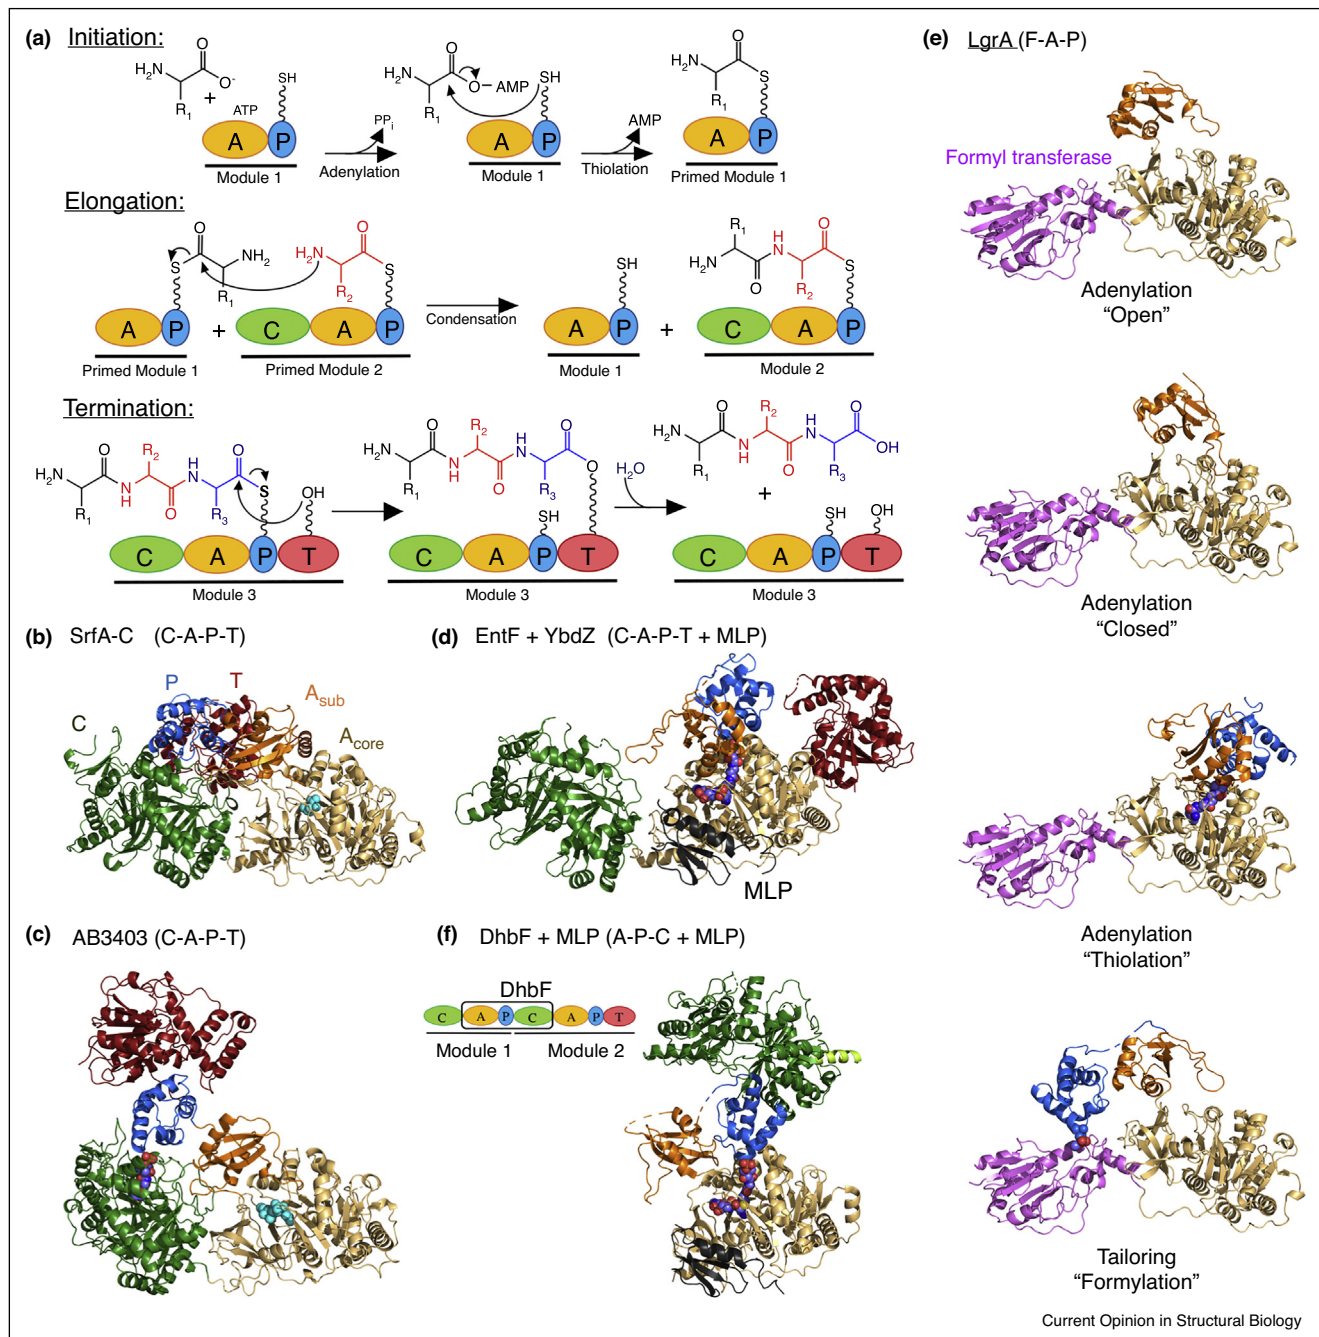 (a) Initiation:
H2N O O- R1 + ATP SH
A P
Module 1
PPi
Adenylation
H2N O O AMP R1 SH
A P
Module 1
AMP
Thiolation
H2N O S R1
A P
Primed Module 1
Elongation:
O S NH2 R1
A P
Primed Module 1
+
H2N O S R2
C A P
Primed Module 2
Condensation
SH
A P
Module 1
+
R1 H2N O H N R2 O S
C A P
Module 2
Termination:
H2N R1 O N H R2 O H N R3 O S OH
C A P T
Module 3
H2N R1 O N H R2 O H N R3 O O SH
C A P T
Module 3
H2O
H2N R1 O N H R2 O H N R3 O OH
+
SH OH
C A P T
Module 3
(b) SrfA-C (C-A-P-T)
C P T Asub Acore
(c) AB3403 (C-A-P-T)
(d) EntF + YbdZ (C-A-P-T + MLP)
MLP
(e) LgrA (F-A-P)
Formyl transferase
Adenylation
“Open”
Adenylation
“Closed”
Adenylation
“Thiolation”
Tailoring
“Formylation”
(f) DhbF + MLP (A-P-C + MLP)
DhbF
C A P C A P T
Module 1 Module 2
Current Opinion in Structural Biology